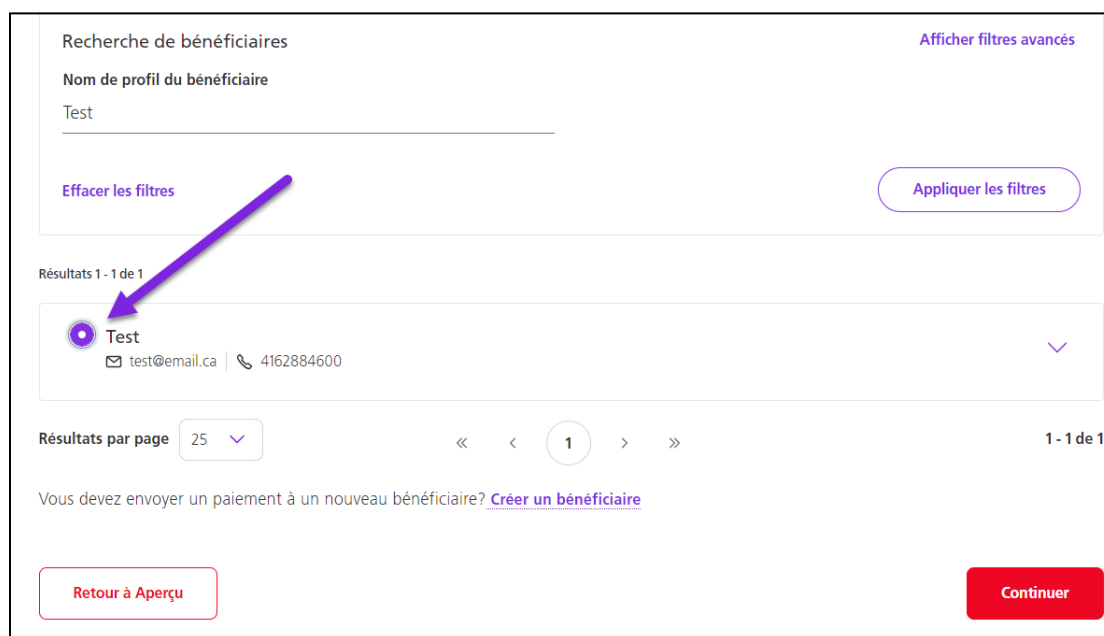 Recherche de bénéficiaires
Afficher filtres avancés
Nom de profil du bénéficiaire
Test
Effacer les filtres
Appliquer les filtres
Résultats 1 - 1 de 1
Test
test@email.ca 4162884600
Résultats par page 25
« < 1 > »
1 - 1 de 1
Vous devez envoyer un paiement à un nouveau bénéficiaire? Créer un bénéficiaire
Retour à Aperçu
Continuer